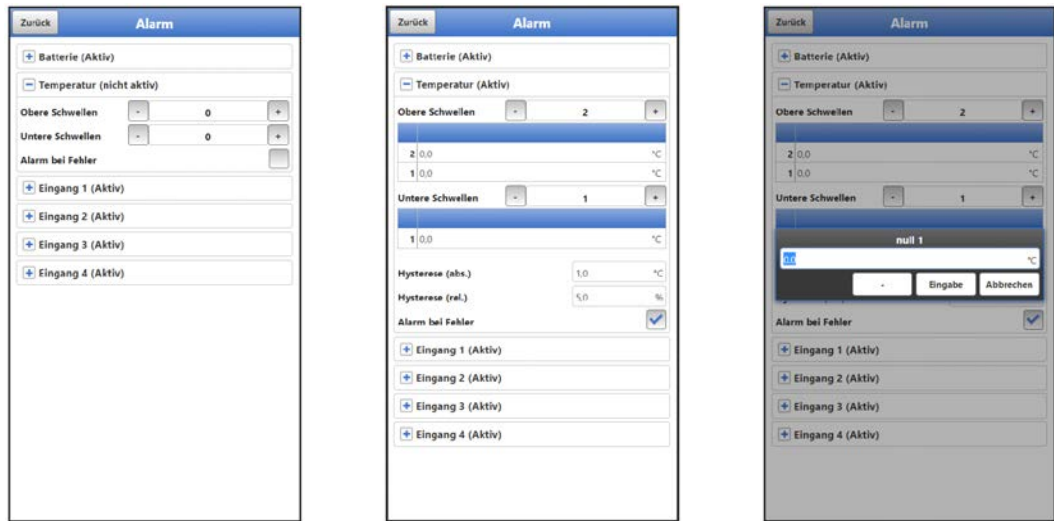 Zurück Alarm
Batterie (Aktiv)
Temperatur (nicht aktiv)
Obere Schwellen - 0 +
Untere Schwellen - 0 +
Alarm bei Fehler
Eingang 1 (Aktiv)
Eingang 2 (Aktiv)
Eingang 3 (Aktiv)
Eingang 4 (Aktiv)
Zurück Alarm
Batterie (Aktiv)
Temperatur (Aktiv)
Obere Schwellen - 2 +
2 0,0 °C
1 0,0 °C
Untere Schwellen - 1 +
1 0,0 °C
Hysterese (abs.) 1,0 °C
Hysterese (rel.) 5,0 %
Alarm bei Fehler
Eingang 1 (Aktiv)
Eingang 2 (Aktiv)
Eingang 3 (Aktiv)
Eingang 4 (Aktiv)
Zurück Alarm
Batterie (Aktiv)
Temperatur (Aktiv)
Obere Schwellen - 2 +
2 0,0 °C
1 0,0 °C
Untere Schwellen - 1 +
null 1
0,0 °C
- Eingabe Abbrechen
Alarm bei Fehler
Eingang 1 (Aktiv)
Eingang 2 (Aktiv)
Eingang 3 (Aktiv)
Eingang 4 (Aktiv)